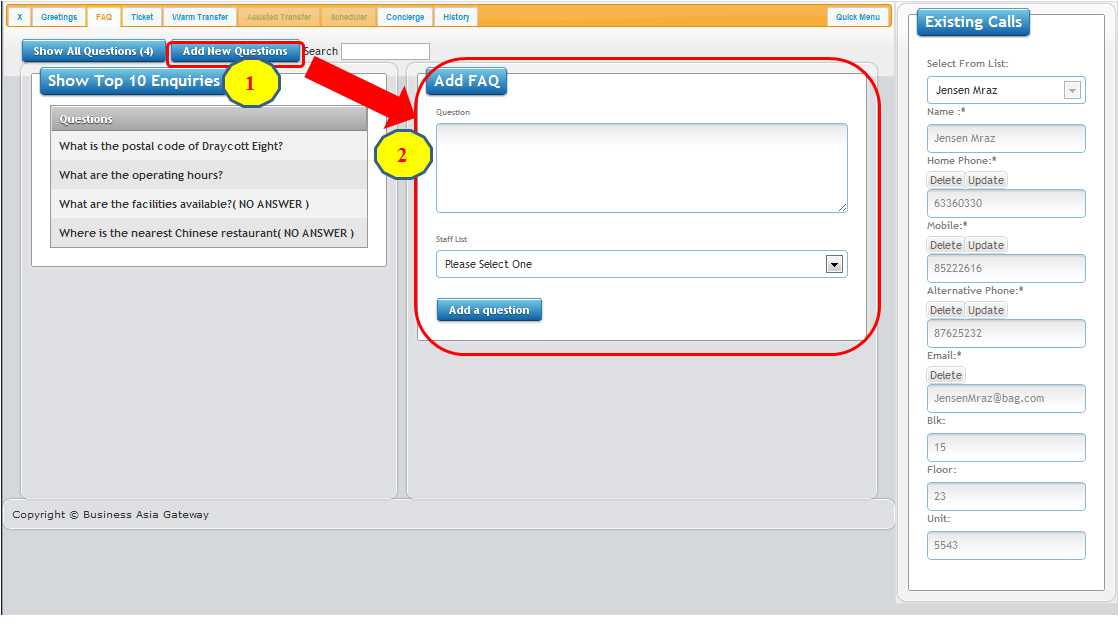 X Greetings FAQ Ticket Warm Transfer Assisted Transfer Scheduler Concierge History Quick Menu
Show All Questions (4) Add New Questions Search
Show Top 10 Enquiries
1
Questions
What is the postal code of Draycott Eight?
What are the operating hours?
What are the facilities available?( NO ANSWER )
Where is the nearest Chinese restaurant( NO ANSWER )
2
Add FAQ
Question
Staff List
Please Select One
Add a question
Copyright © Business Asia Gateway
Existing Calls
Select From List:
Jensen Mraz
Name :*
Jensen Mraz
Home Phone:*
Delete Update
63360330
Mobile:*
Delete Update
85222616
Alternative Phone:*
Delete Update
87625232
Email:*
Delete
JensenMraz@bag.com
Blk:
15
Floor:
23
Unit:
5543